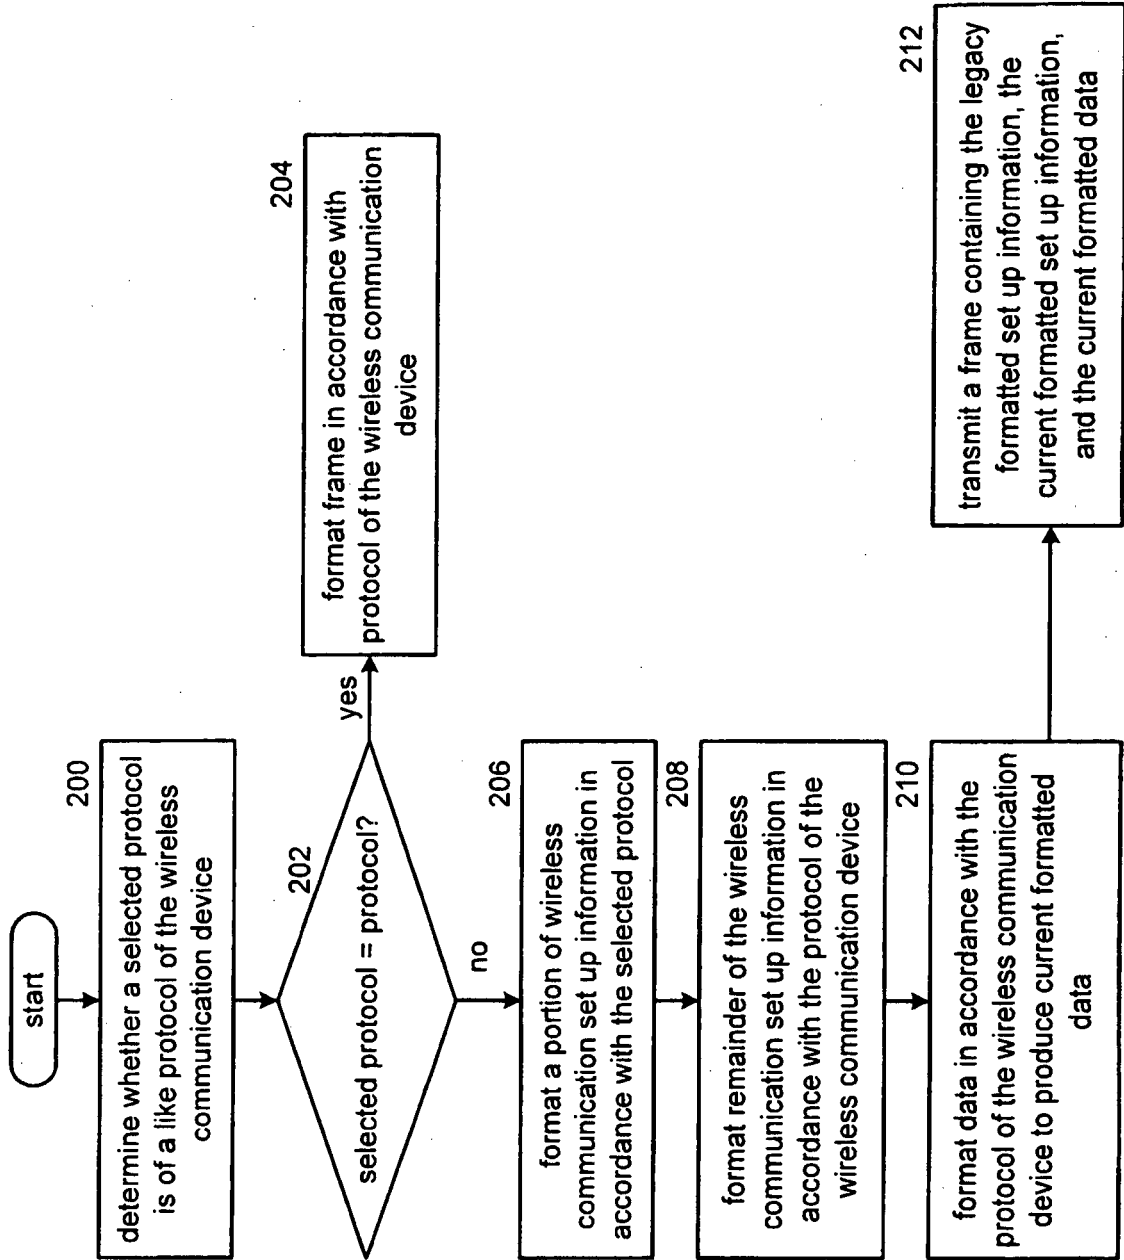 start
200
determine whether a selected protocol
is of a like protocol of the wireless
communication device
202
selected protocol = protocol?
yes
204
format frame in accordance with
protocol of the wireless communication
device
no
206
format a portion of wireless
communication set up information in
accordance with the selected protocol
208
format remainder of the wireless
communication set up information in
accordance with the protocol of the
wireless communication device
210
format data in accordance with the
protocol of the wireless communication
device to produce current formatted
data
212
transmit a frame containing the legacy
formatted set up information, the
current formatted set up information,
and the current formatted data